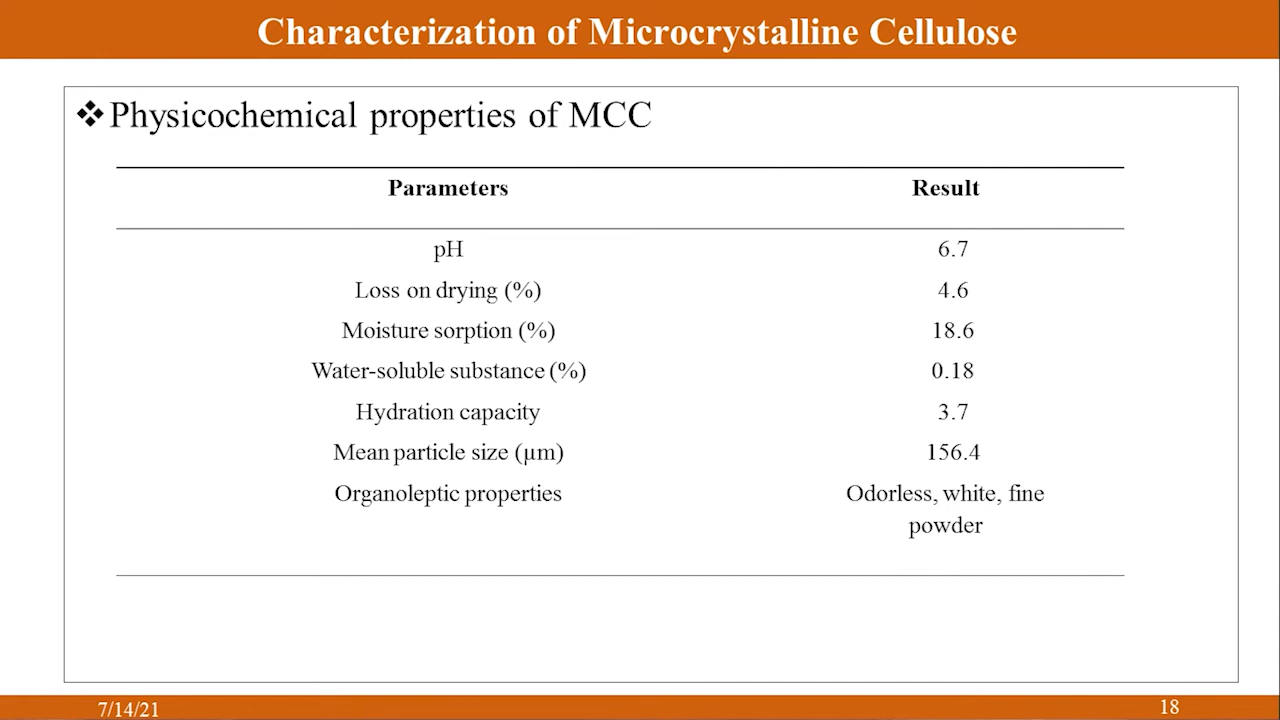 Characterization of Microcrystalline Cellulose
❖Physicochemical properties of MCC
Parameters Result
pH 6.7
Loss on drying (%) 4.6
Moisture sorption (%) 18.6
Water-soluble substance (%) 0.18
Hydration capacity 3.7
Mean particle size (µm) 156.4
Organoleptic properties Odorless, white, fine
powder
7/14/21 18